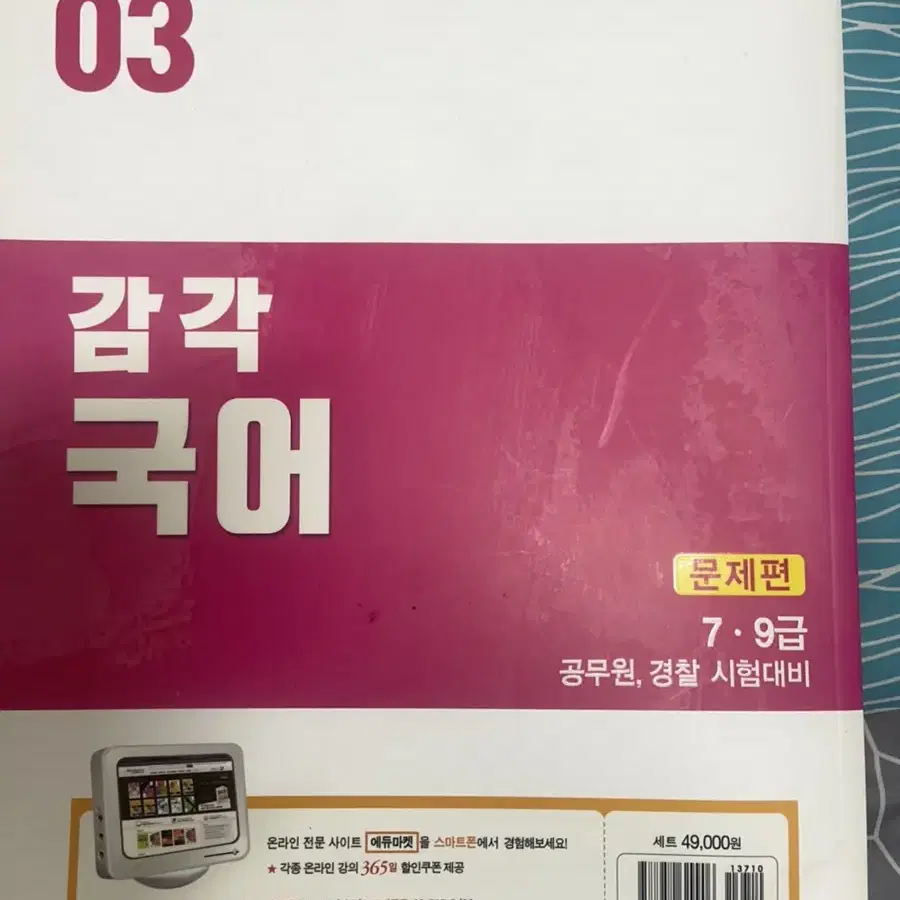 03
감각
국어
문제편
7·9급
공무원, 경찰 시험대비
온라인 전문 사이트 에듀마켓 을 스마트폰에서 경험해보세요!
★ 각종 온라인 강의 365일 할인쿠폰 제공
세트 49,000원
13710